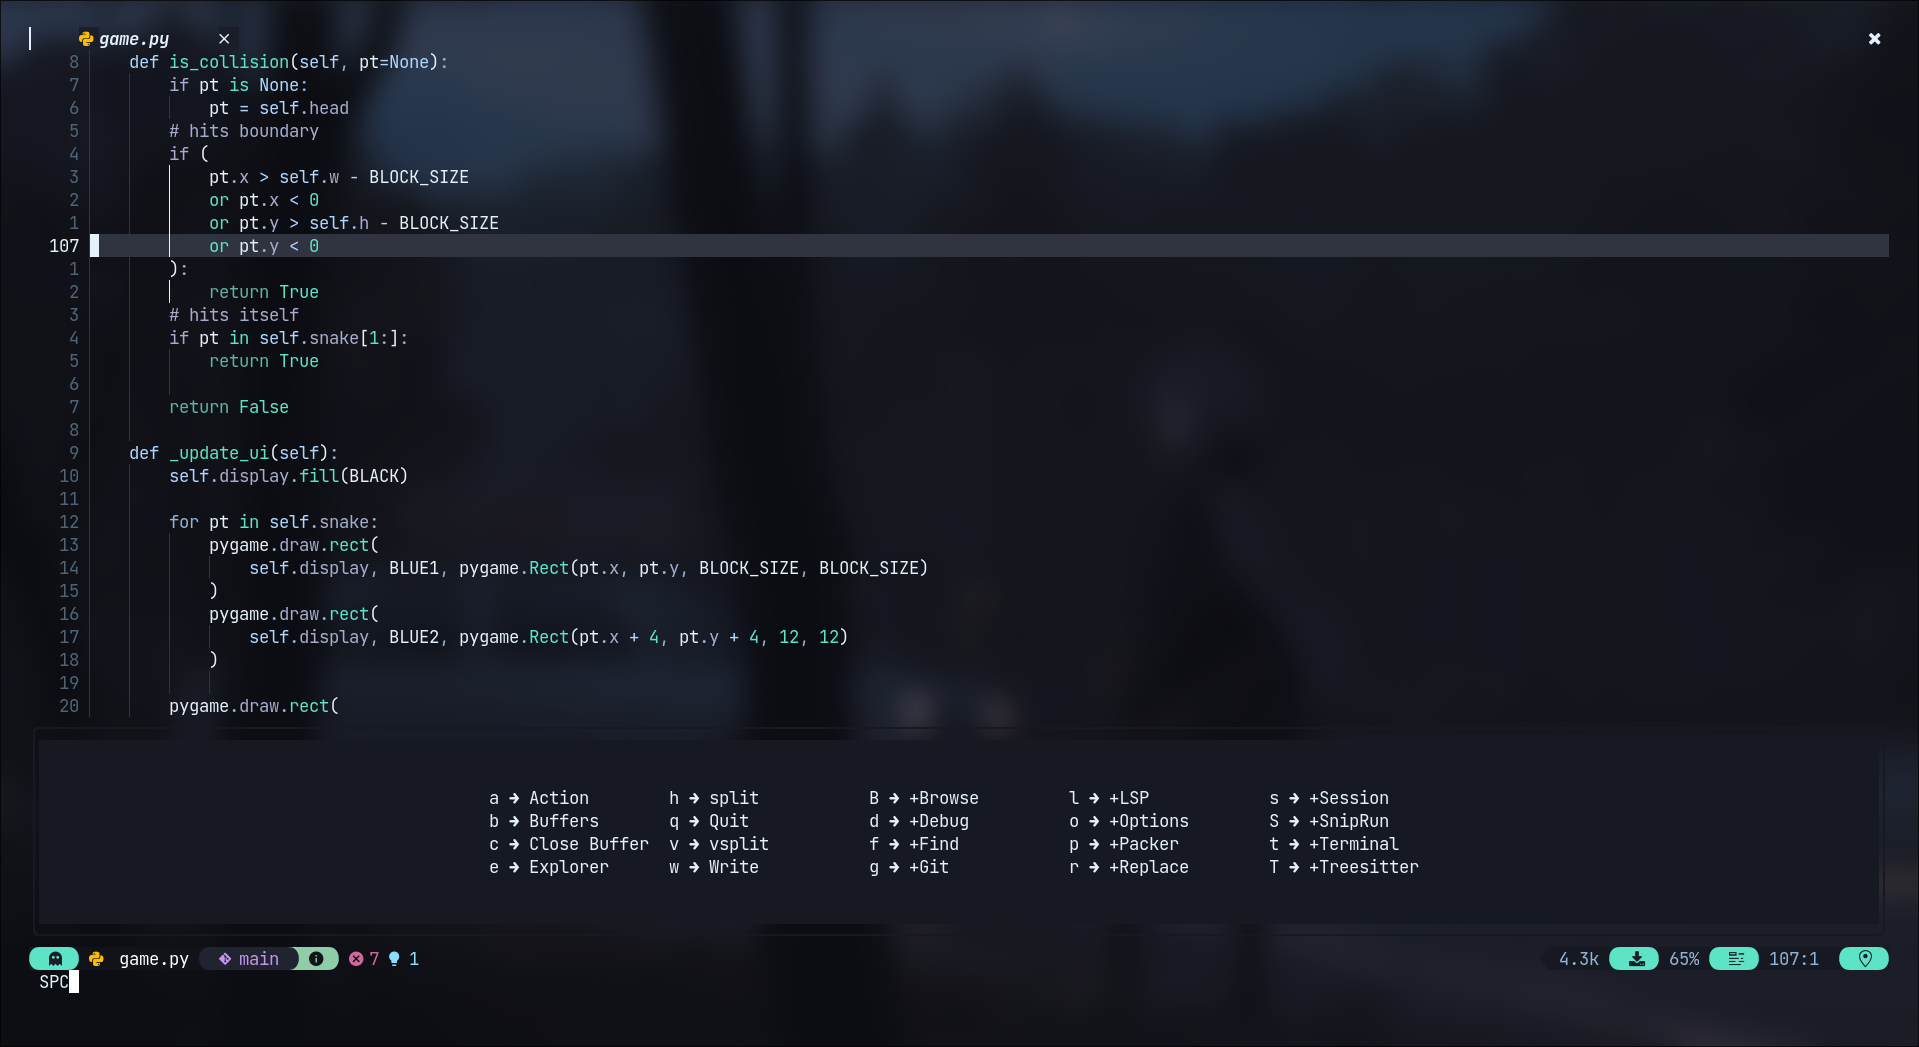 game.py ×
8 def is_collision(self, pt=None):
7 if pt is None:
6 pt = self.head
5 # hits boundary
4 if (
3 pt.x > self.w - BLOCK_SIZE
2 or pt.x < 0
1 or pt.y > self.h - BLOCK_SIZE
107 or pt.y < 0
1 ):
2 return True
3 # hits itself
4 if pt in self.snake[1:]:
5 return True
6
7 return False
8
9 def _update_ui(self):
10 self.display.fill(BLACK)
11
12 for pt in self.snake:
13 pygame.draw.rect(
14 self.display, BLUE1, pygame.Rect(pt.x, pt.y, BLOCK_SIZE, BLOCK_SIZE)
15 )
16 pygame.draw.rect(
17 self.display, BLUE2, pygame.Rect(pt.x + 4, pt.y + 4, 12, 12)
18 )
19
20 pygame.draw.rect(
a → Action h → split B → +Browse l → +LSP s → +Session
b → Buffers q → Quit d → +Debug o → +Options S → +SnipRun
c → Close Buffer v → vsplit f → +Find p → +Packer t → +Terminal
e → Explorer w → Write g → +Git r → +Replace T → +Treesitter
game.py main 7 1 4.3k 65% 107:1
SPC